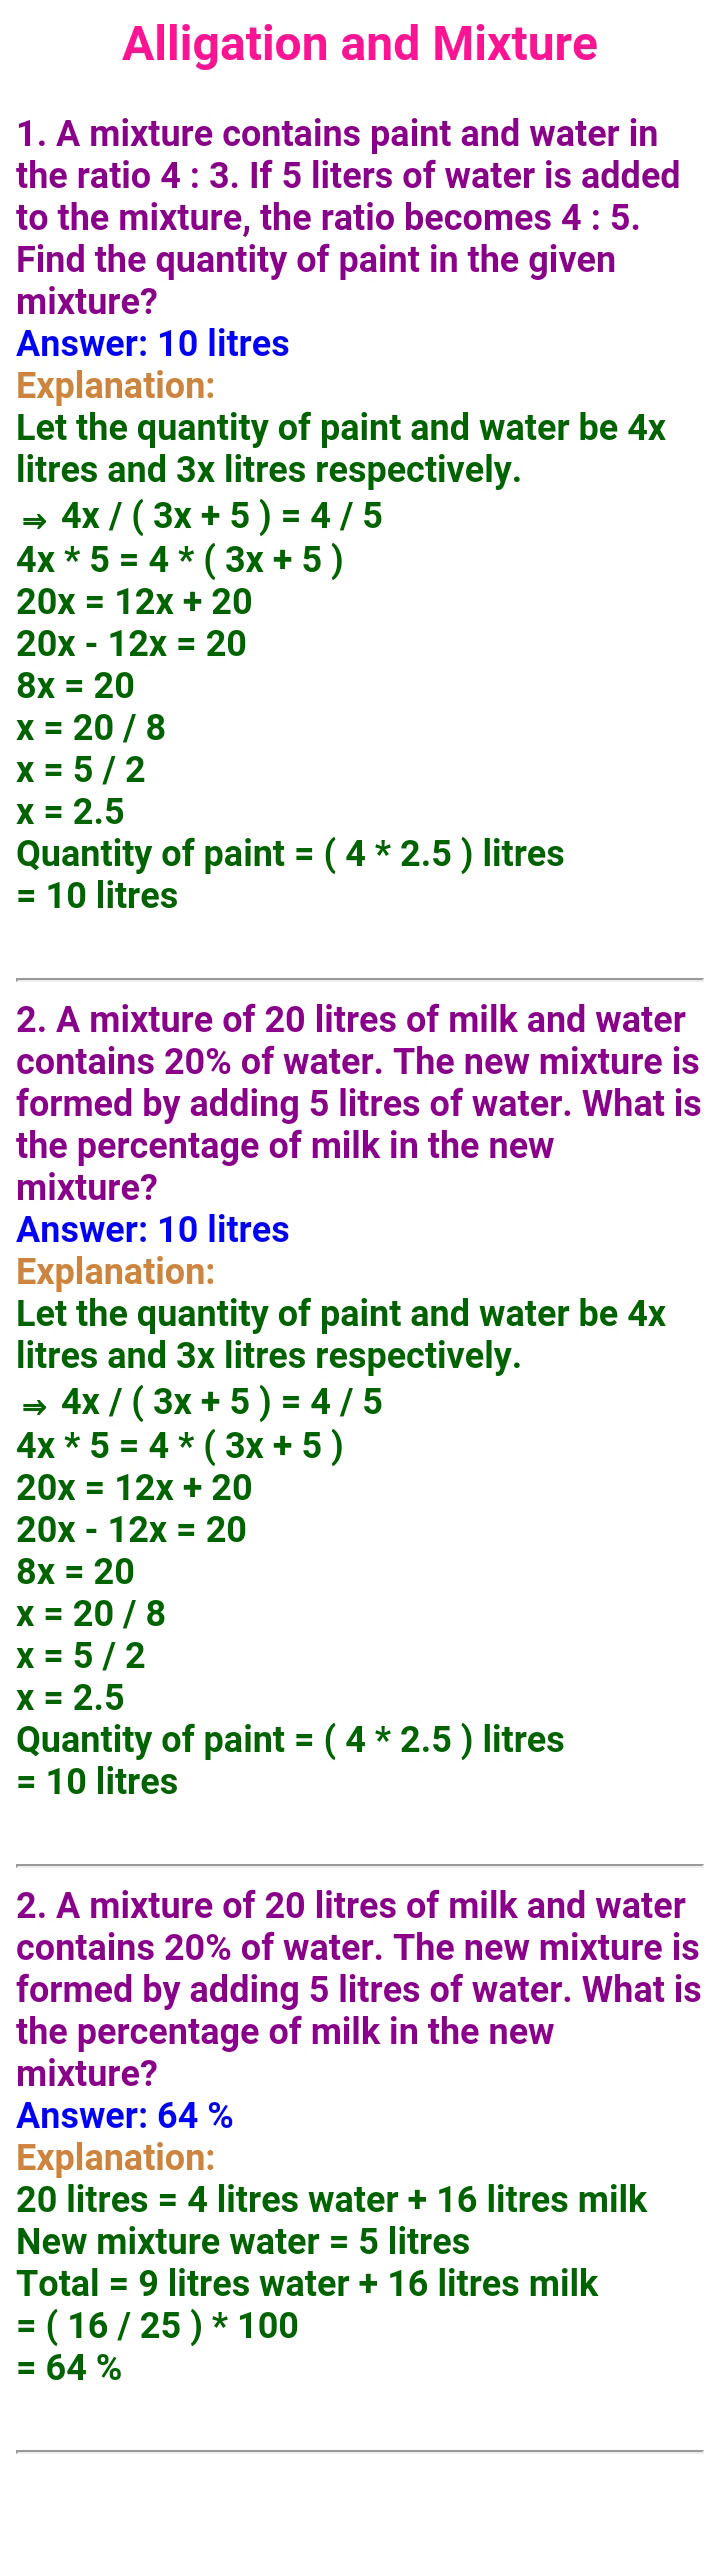 Alligation and Mixture
1. A mixture contains paint and water in
the ratio 4 : 3. If 5 liters of water is added
to the mixture, the ratio becomes 4 : 5.
Find the quantity of paint in the given
mixture?
Answer: 10 litres
Explanation:
Let the quantity of paint and water be 4x
litres and 3x litres respectively.
⇒ 4x / ( 3x + 5 ) = 4 / 5
4x * 5 = 4 * ( 3x + 5 )
20x = 12x + 20
20x - 12x = 20
8x = 20
x = 20 / 8
x = 5 / 2
x = 2.5
Quantity of paint = ( 4 * 2.5 ) litres
= 10 litres
2. A mixture of 20 litres of milk and water
contains 20% of water. The new mixture is
formed by adding 5 litres of water. What is
the percentage of milk in the new
mixture?
Answer: 10 litres
Explanation:
Let the quantity of paint and water be 4x
litres and 3x litres respectively.
⇒ 4x / ( 3x + 5 ) = 4 / 5
4x * 5 = 4 * ( 3x + 5 )
20x = 12x + 20
20x - 12x = 20
8x = 20
x = 20 / 8
x = 5 / 2
x = 2.5
Quantity of paint = ( 4 * 2.5 ) litres
= 10 litres
2. A mixture of 20 litres of milk and water
contains 20% of water. The new mixture is
formed by adding 5 litres of water. What is
the percentage of milk in the new
mixture?
Answer: 64 %
Explanation:
20 litres = 4 litres water + 16 litres milk
New mixture water = 5 litres
Total = 9 litres water + 16 litres milk
= ( 16 / 25 ) * 100
= 64 %